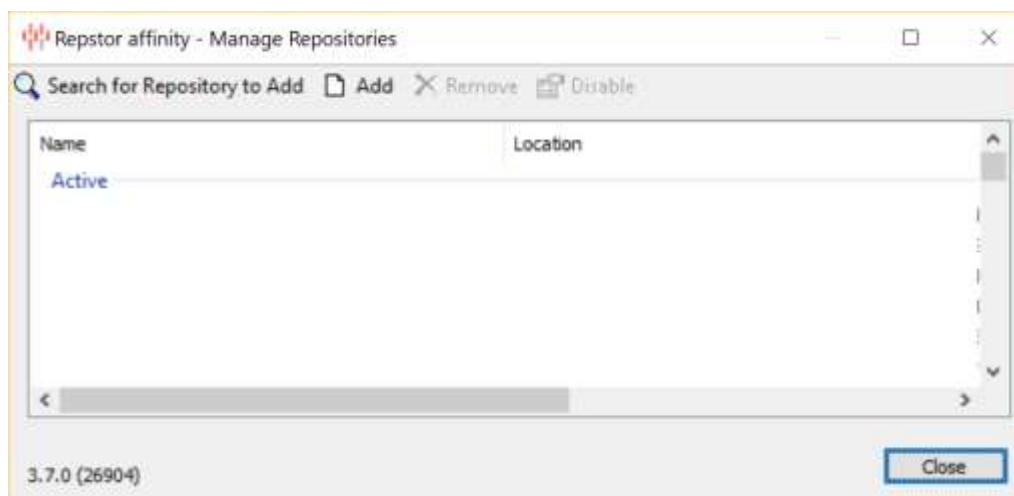 Repstor affinity - Manage Repositories
Search for Repository to Add Add Remove Disable
Name Location
Active
3.7.0 (26904) Close